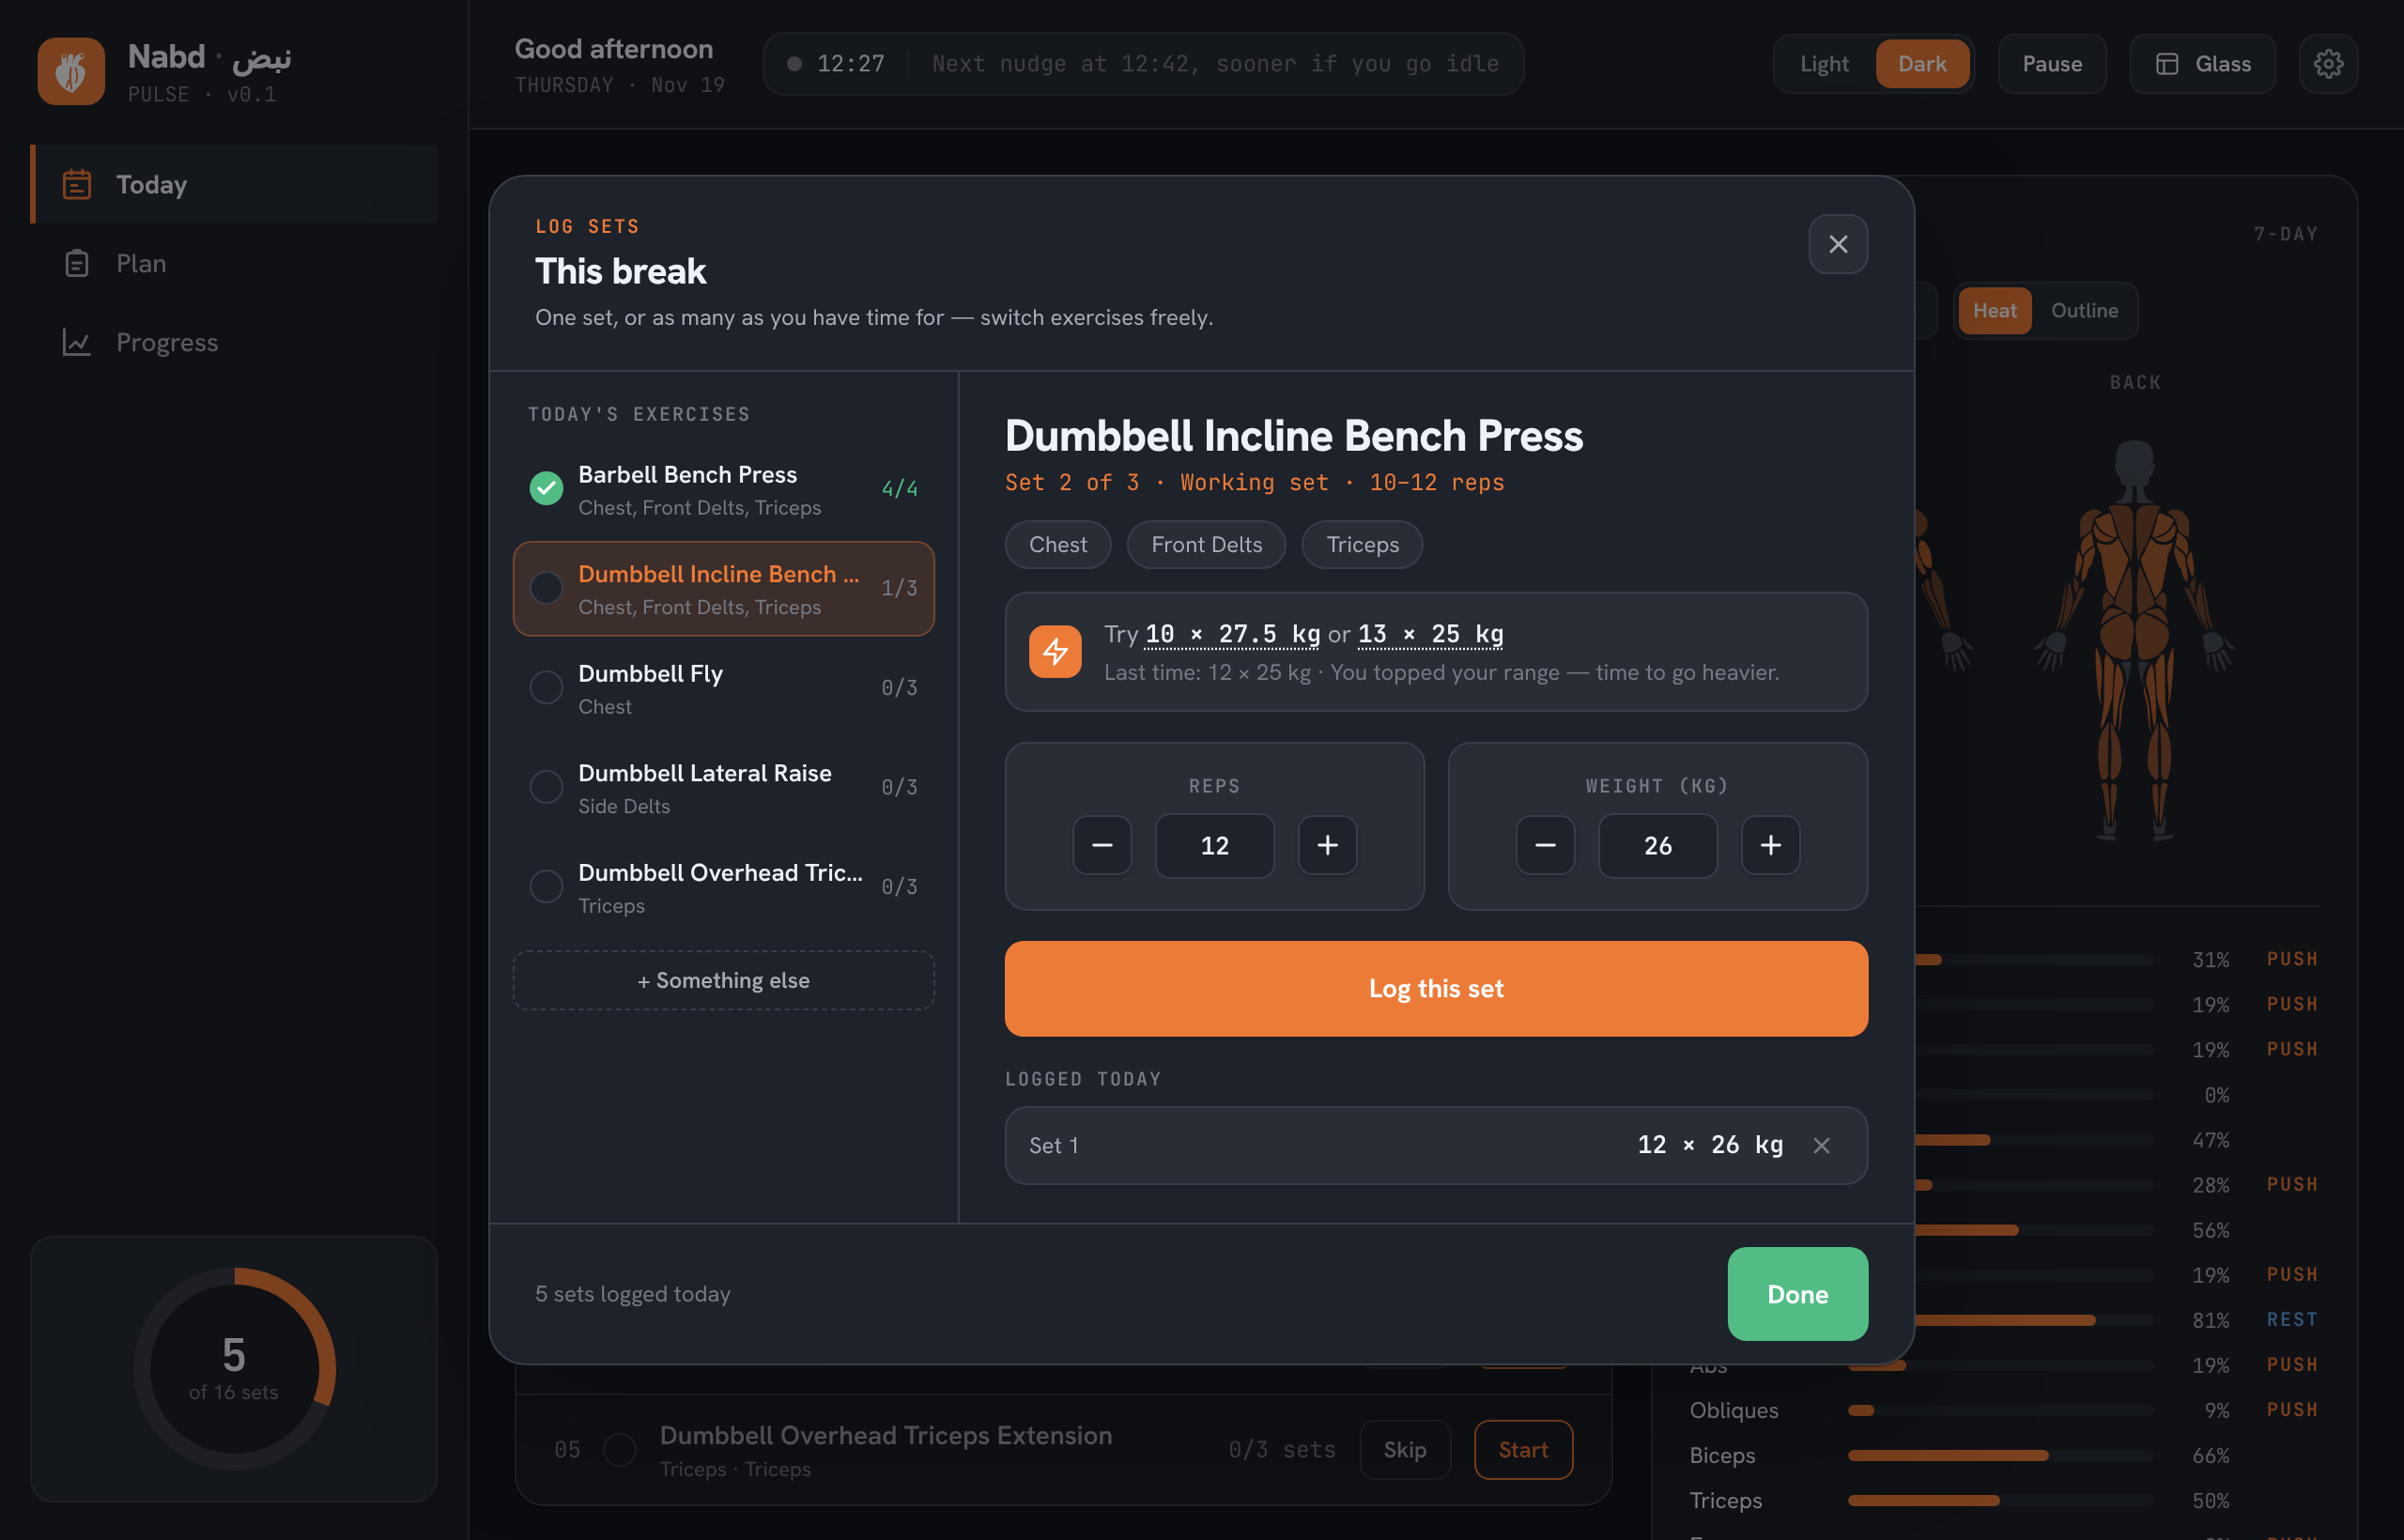 Nabd · نبض
PULSE · v0.1
Today
Plan
Progress
5
of 16 sets
Good afternoon
THURSDAY · Nov 19
12:27
Next nudge at 12:42, sooner if you go idle
Light
Dark
Pause
Glass
LOG SETS
This break
One set, or as many as you have time for — switch exercises freely.
TODAY'S EXERCISES
Barbell Bench Press
Chest, Front Delts, Triceps
4/4
Dumbbell Incline Bench ...
Chest, Front Delts, Triceps
1/3
Dumbbell Fly
Chest
0/3
Dumbbell Lateral Raise
Side Delts
0/3
Dumbbell Overhead Tric...
Triceps
0/3
+ Something else
Dumbbell Incline Bench Press
Set 2 of 3 · Working set · 10–12 reps
Chest
Front Delts
Triceps
Try 10 × 27.5 kg or 13 × 25 kg
Last time: 12 × 25 kg · You topped your range — time to go heavier.
REPS
12
WEIGHT (KG)
26
Log this set
LOGGED TODAY
Set 1
12 × 26 kg
5 sets logged today
Done
05
Dumbbell Overhead Triceps Extension
Triceps · Triceps
0/3 sets
Skip
Start
7-DAY
Heat
Outline
BACK
31% PUSH
19% PUSH
19% PUSH
0%
47%
28% PUSH
56%
19% PUSH
81% REST
Abs 19% PUSH
Obliques 9% PUSH
Biceps 66%
Triceps 50%